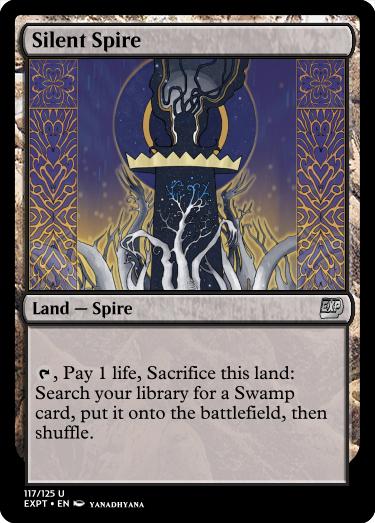 Silent Spire
Land — Spire
EXP
, Pay 1 life, Sacrifice this land:
Search your library for a Swamp
card, put it onto the battlefield, then
shuffle.
117/125 U
EXPT • EN YANADHYANA